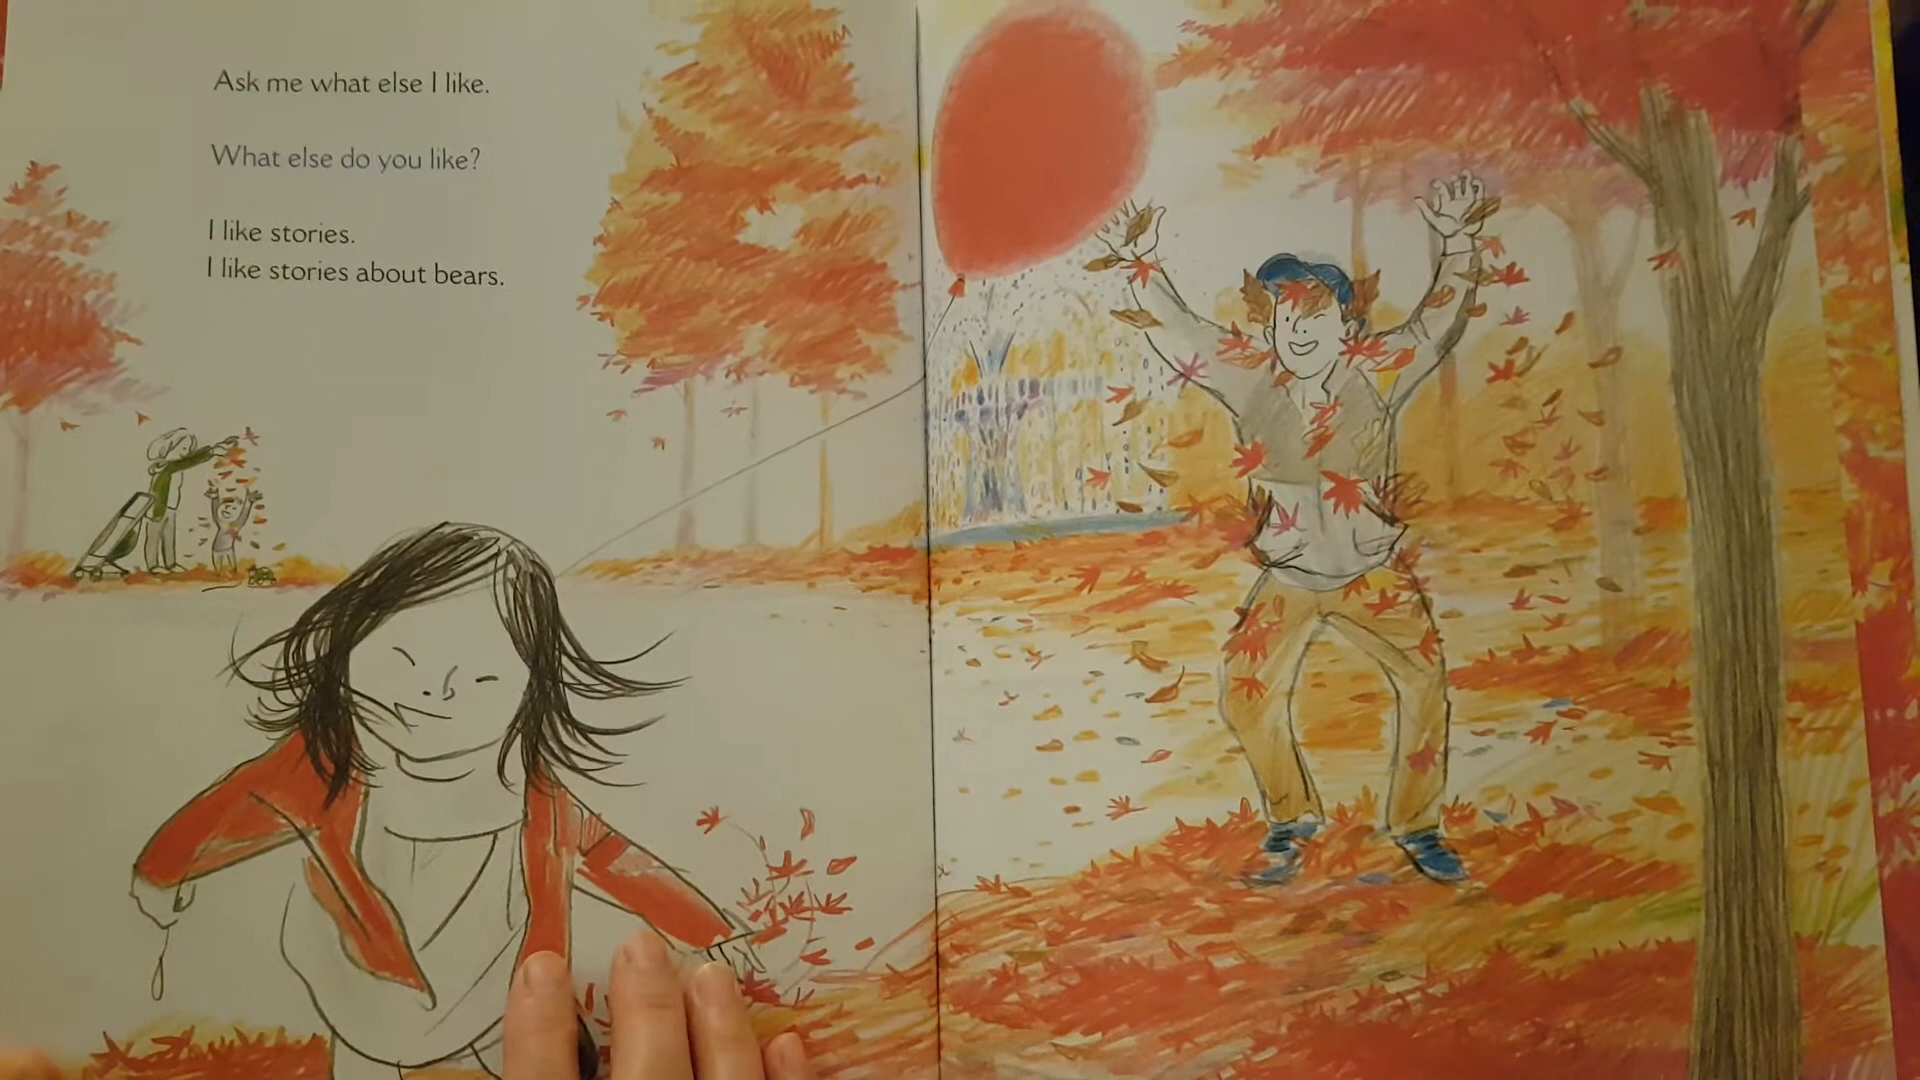 Ask me what else I like.
What else do you like?
I like stories.
I like stories about bears.